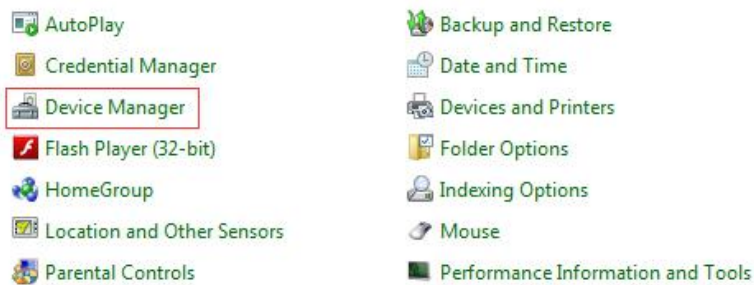 AutoPlay
Backup and Restore
Credential Manager
Date and Time
Device Manager
Devices and Printers
Flash Player (32-bit)
Folder Options
HomeGroup
Indexing Options
Location and Other Sensors
Mouse
Parental Controls
Performance Information and Tools